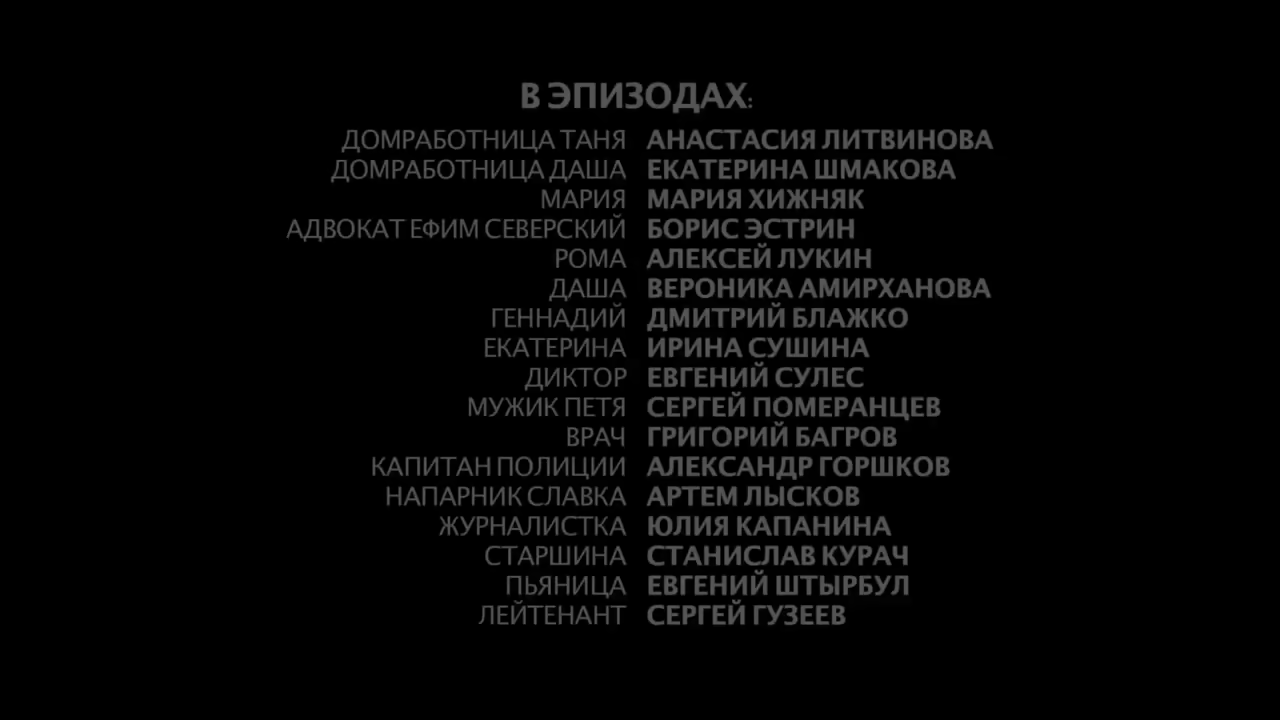 В ЭПИЗОДАХ:
ДОМРАБОТНИЦА ТАНЯ АНАСТАСИЯ ЛИТВИНОВА
ДОМРАБОТНИЦА ДАША ЕКАТЕРИНА ШМАКОВА
МАРИЯ МАРИЯ ХИЖНЯК
АДВОКАТ ЕФИМ СЕВЕРСКИЙ БОРИС ЭСТРИН
РОМА АЛЕКСЕЙ ЛУКИН
ДАША ВЕРОНИКА АМИРХАНОВА
ГЕННАДИЙ ДМИТРИЙ БЛАЖКО
ЕКАТЕРИНА ИРИНА СУШИНА
ДИКТОР ЕВГЕНИЙ СУЛЕС
МУЖИК ПЕТЯ СЕРГЕЙ ПОМЕРАНЦЕВ
ВРАЧ ГРИГОРИЙ БАГРОВ
КАПИТАН ПОЛИЦИИ АЛЕКСАНДР ГОРШКОВ
НАПАРНИК СЛАВКА АРТЕМ ЛЫСКОВ
ЖУРНАЛИСТКА ЮЛИЯ КАПАНИНА
СТАРШИНА СТАНИСЛАВ КУРАЧ
ПЬЯНИЦА ЕВГЕНИЙ ШТЫРБУЛ
ЛЕЙТЕНАНТ СЕРГЕЙ ГУЗЕЕВ